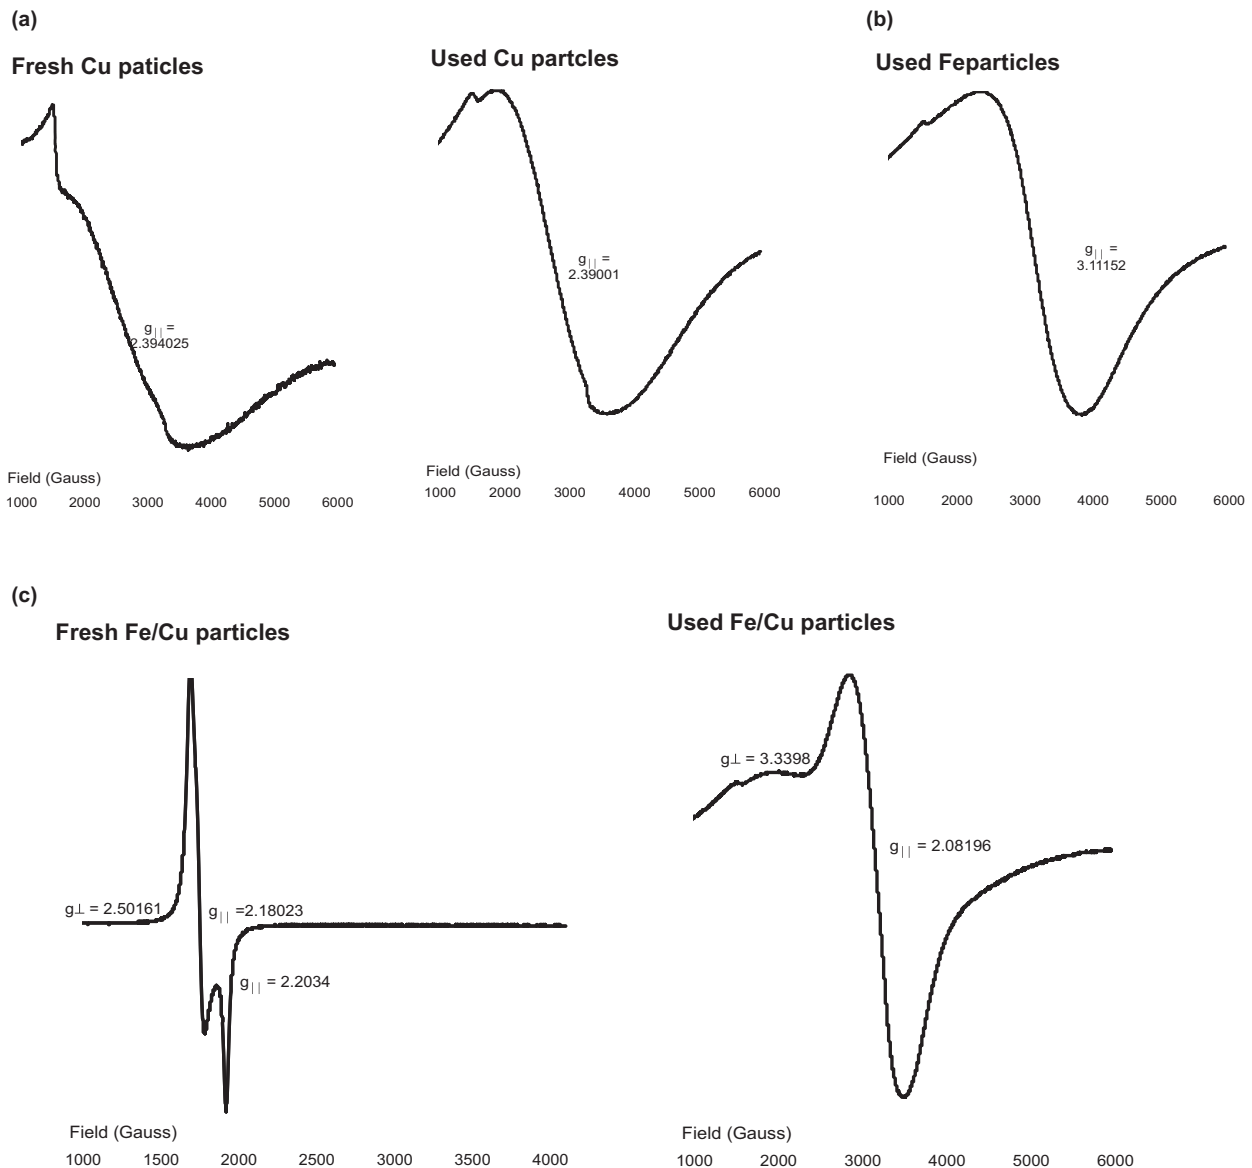 (a)
(b)
Fresh Cu paticles
Used Cu partcles
Used Feparticles
g|| =
2.394025
g|| =
2.39001
g|| =
3.11152
Field (Gauss)
1000 2000 3000 4000 5000 6000
Field (Gauss)
1000 2000 3000 4000 5000 6000
Field (Gauss)
1000 2000 3000 4000 5000 6000
(c)
Fresh Fe/Cu particles
Used Fe/Cu particles
g⊥ = 2.50161
g|| =2.18023
g|| = 2.2034
g⊥ = 3.3398
g|| = 2.08196
Field (Gauss)
1000 1500 2000 2500 3000 3500 4000
Field (Gauss)
1000 2000 3000 4000 5000 6000